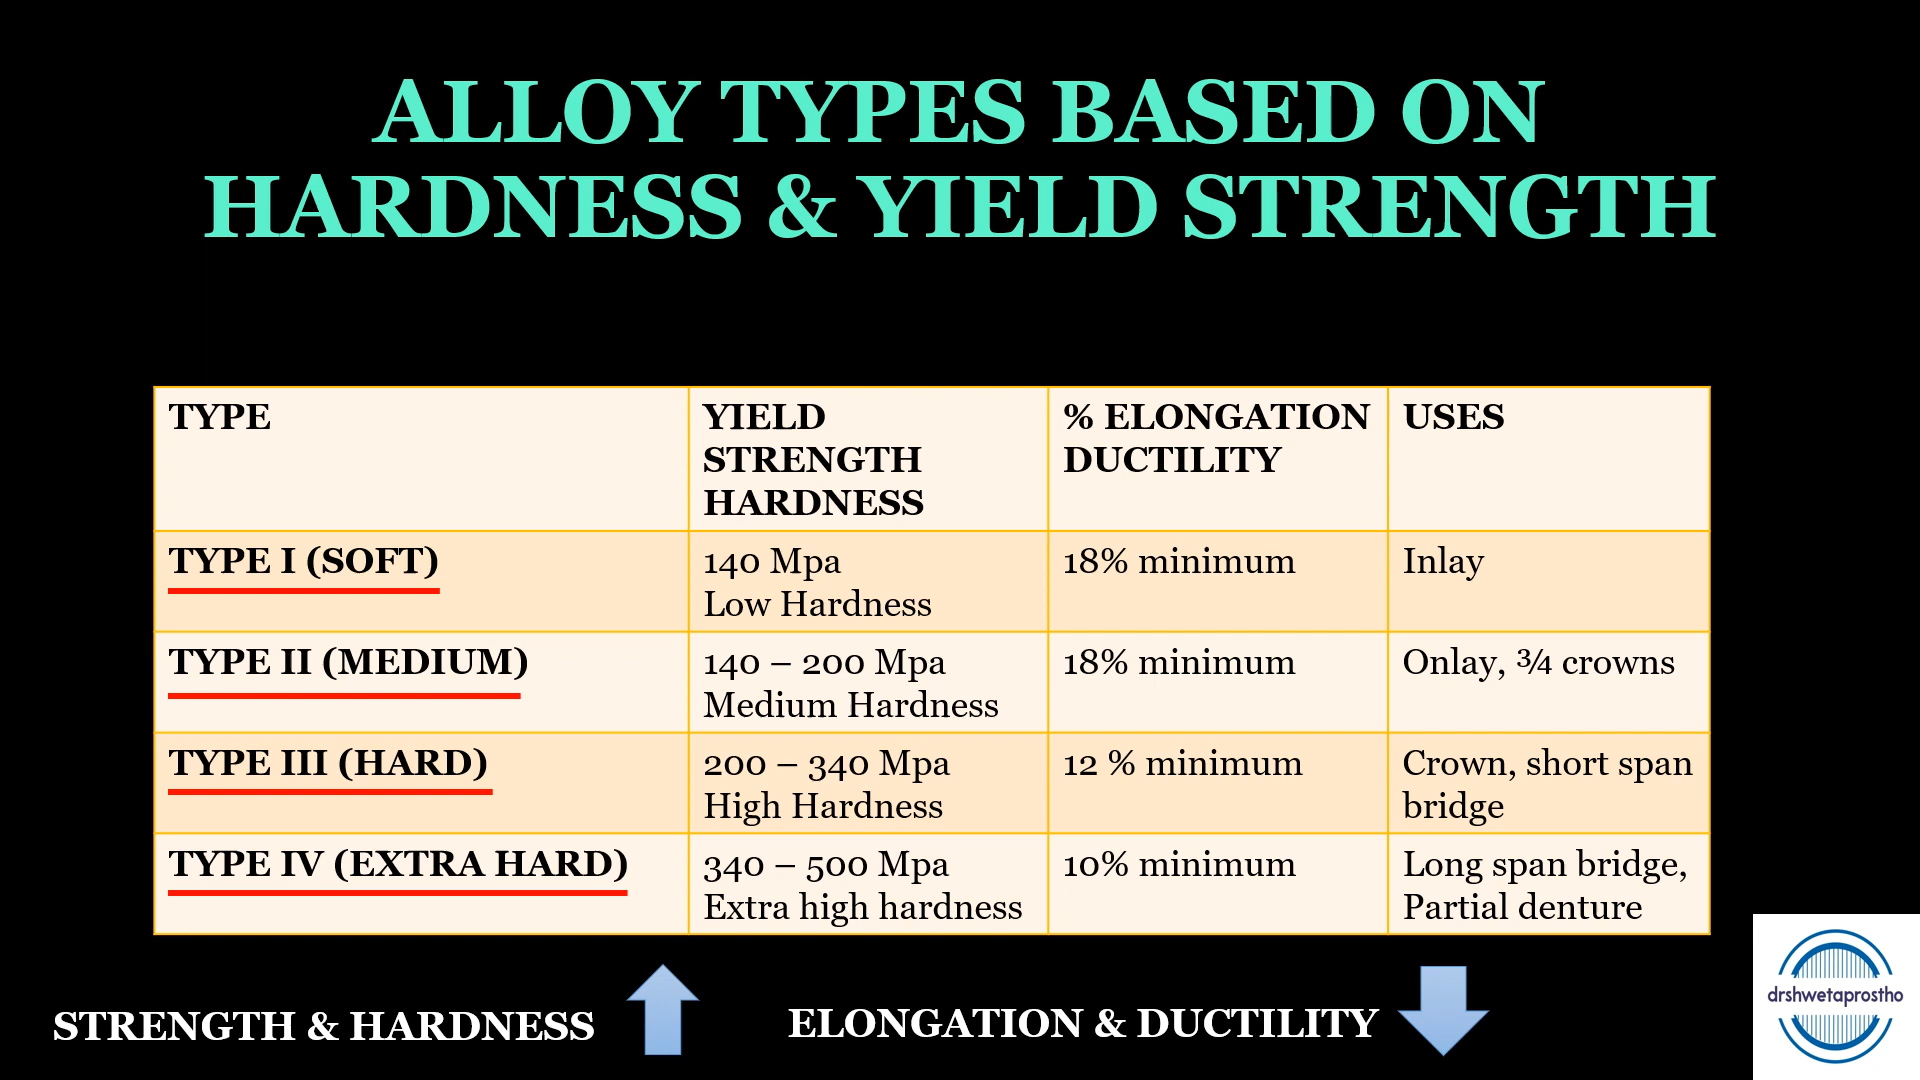 ALLOY TYPES BASED ON
HARDNESS & YIELD STRENGTH
TYPE
YIELD
STRENGTH
HARDNESS
% ELONGATION
DUCTILITY
USES
TYPE I (SOFT)
140 Mpa
Low Hardness
18% minimum
Inlay
TYPE II (MEDIUM)
140 – 200 Mpa
Medium Hardness
18% minimum
Onlay, ¾ crowns
TYPE III (HARD)
200 – 340 Mpa
High Hardness
12 % minimum
Crown, short span
bridge
TYPE IV (EXTRA HARD)
340 – 500 Mpa
Extra high hardness
10% minimum
Long span bridge,
Partial denture
STRENGTH & HARDNESS
ELONGATION & DUCTILITY
drshwetaprostho